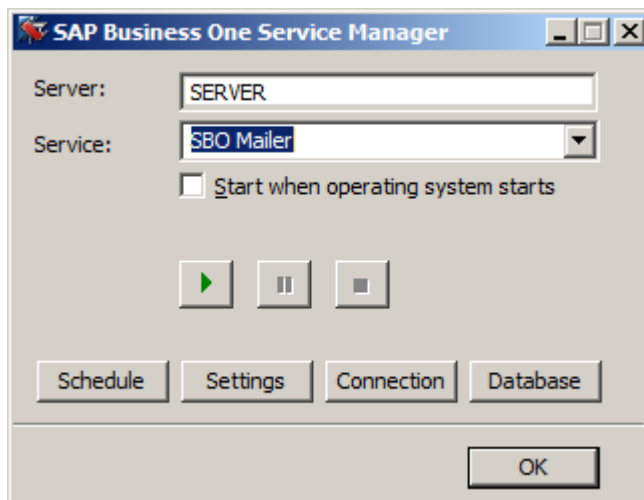 SAP Business One Service Manager
Server:
SERVER
Service:
SBO Mailer
Start when operating system starts
Schedule
Settings
Connection
Database
OK